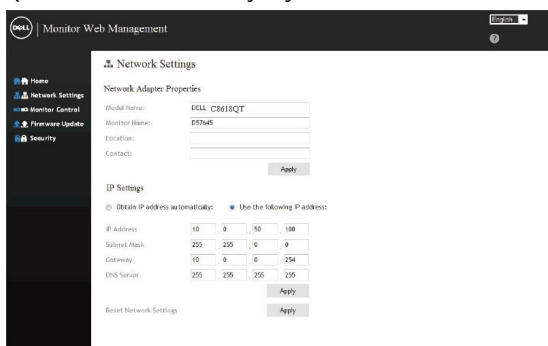 DELL
Monitor Web Management
English
?
Network Settings
Home
Network Settings
Monitor Control
Firmware Update
Security
Network Adapter Properties
Model Name: DELL C8618QT
Monitor Name: D57645
Location:
Contact:
Apply
IP Settings
Obtain IP address automatically: Use the following IP address:
IP Address 10 . 0 . 50 . 100
Subnet Mask 255 . 255 . 0 . 0
Gateway 10 . 0 . 0 . 254
DNS Server 255 . 255 . 255 . 255
Apply
Reset Network Settings Apply